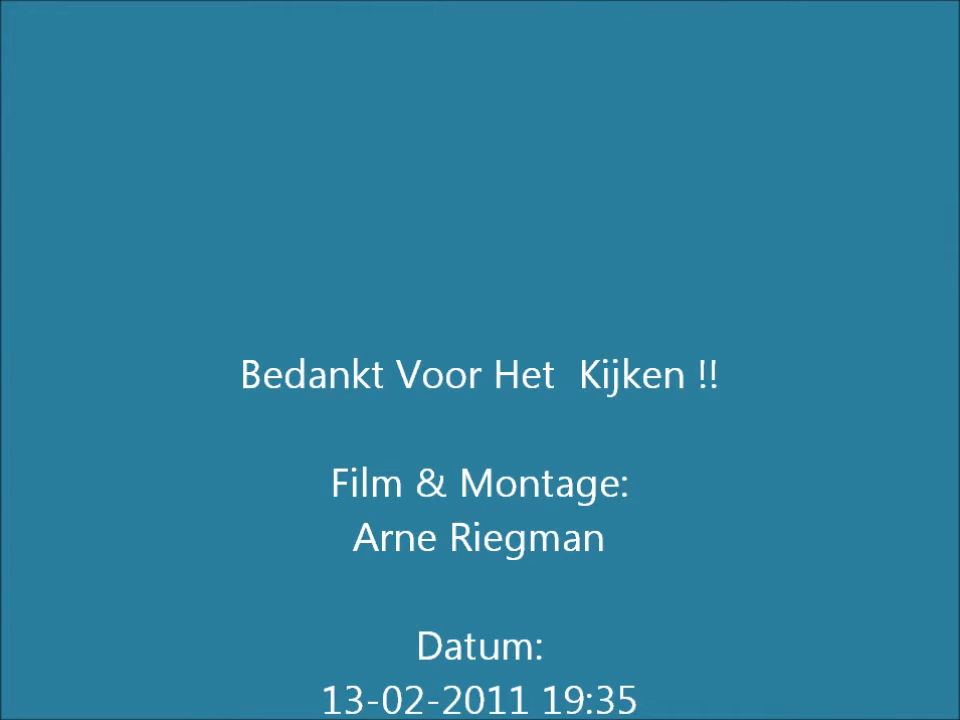 Bedankt Voor Het  Kijken !!
Film & Montage:
Arne Riegman
Datum:
13-02-2011 19:35